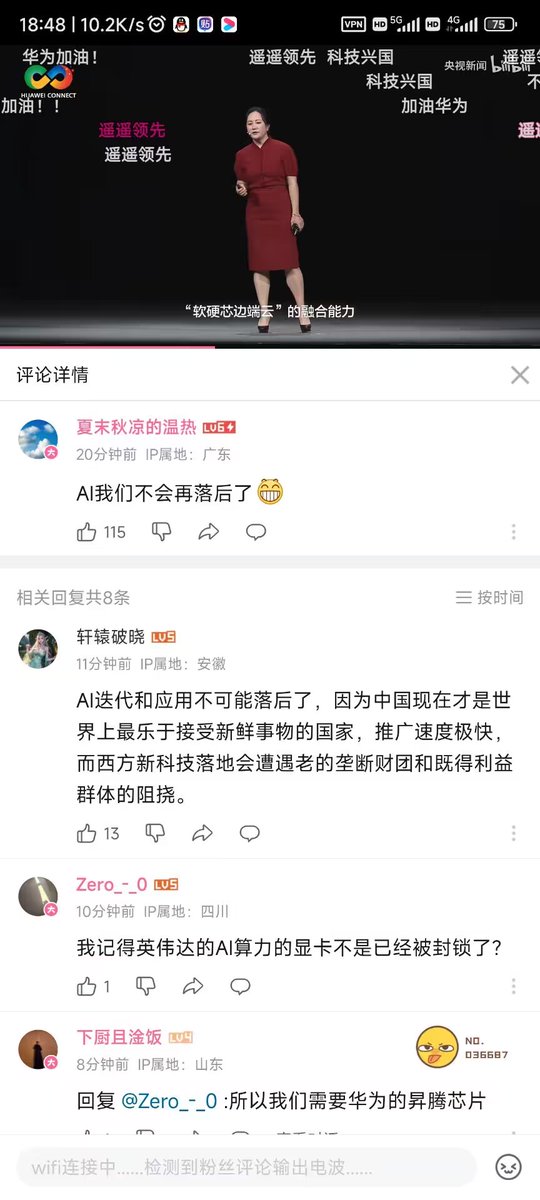 18:48 | 10.2K/s
贴
VPN HD 5G HD 4G 75
华为加油！ 遥遥领先 科技兴国 遥遥领
央视新闻 bilibili
科技兴国
HUAWEI CONNECT
加油！！ 加油华为
遥遥领先
遥遥领先
“软硬芯边端云”的融合能力
评论详情
夏末秋凉的温热 LV6
20分钟前 IP属地：广东
AI我们不会再落后了
115
相关回复共8条 按时间
轩辕破晓 LV5
11分钟前 IP属地：安徽
AI迭代和应用不可能落后了，因为中国现在才是世
界上最乐于接受新鲜事物的国家，推广速度极快，
而西方新科技落地会遭遇老的垄断财团和既得利益
群体的阻挠。
13
Zero_-_0 LV5
10分钟前 IP属地：四川
我记得英伟达的AI算力的显卡不是已经被封锁了？
1
下厨且淦饭 LV4
NO.
036687
8分钟前 IP属地：山东
回复 @Zero_-_0 :所以我们需要华为的昇腾芯片
wifi连接中......检测到粉丝评论输出电波......